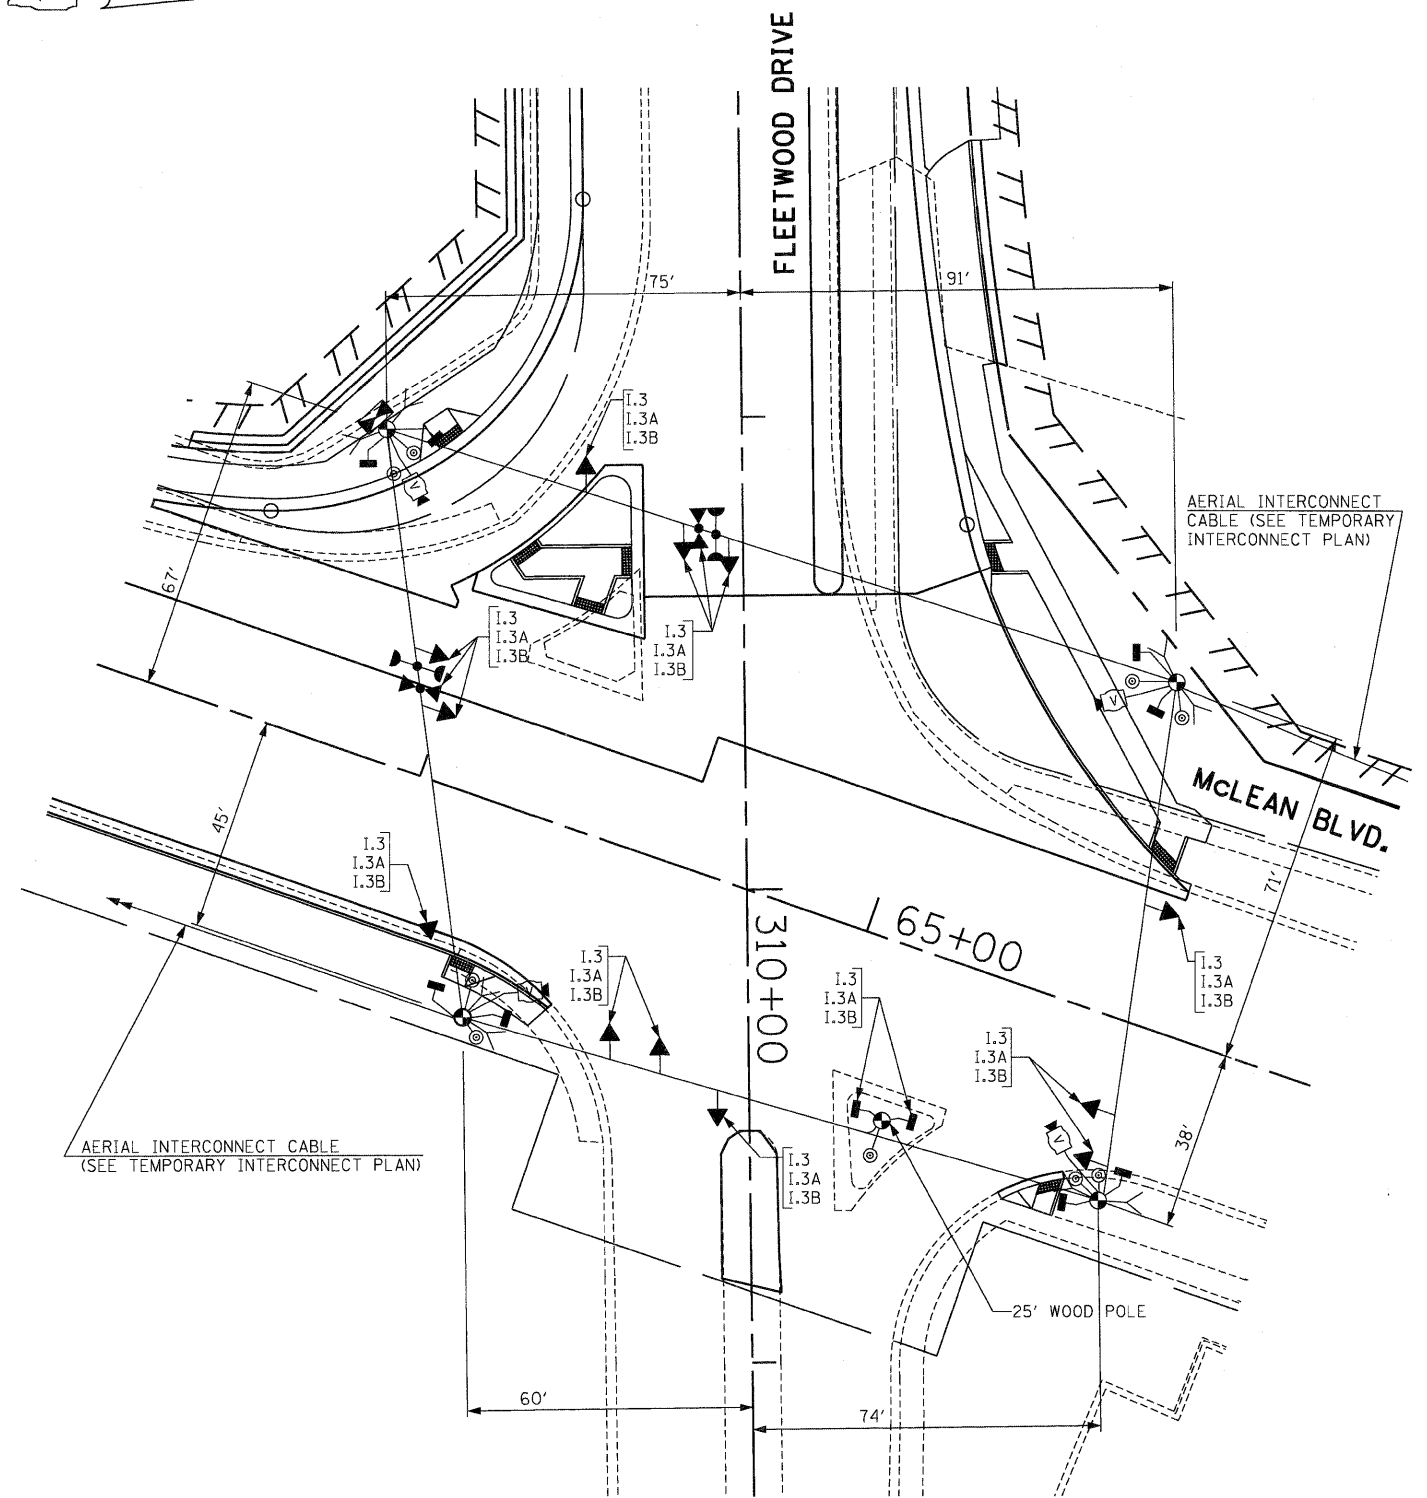 FLEETWOOD DRIVE
75'
91'
I.3
I.3A
I.3B
AERIAL INTERCONNECT
CABLE (SEE TEMPORARY
INTERCONNECT PLAN)
V
67'
I.3
I.3A
I.3B
I.3
I.3A
I.3B
V
McLEAN BLVD.
45'
I.3
I.3A
I.3B
71'
65+00
310+00
I.3
I.3A
I.3B
I.3
I.3A
I.3B
I.3
I.3A
I.3B
V
I.3
I.3A
I.3B
V
38'
AERIAL INTERCONNECT CABLE
(SEE TEMPORARY INTERCONNECT PLAN)
I.3
I.3A
I.3B
25' WOOD POLE
60'
74'